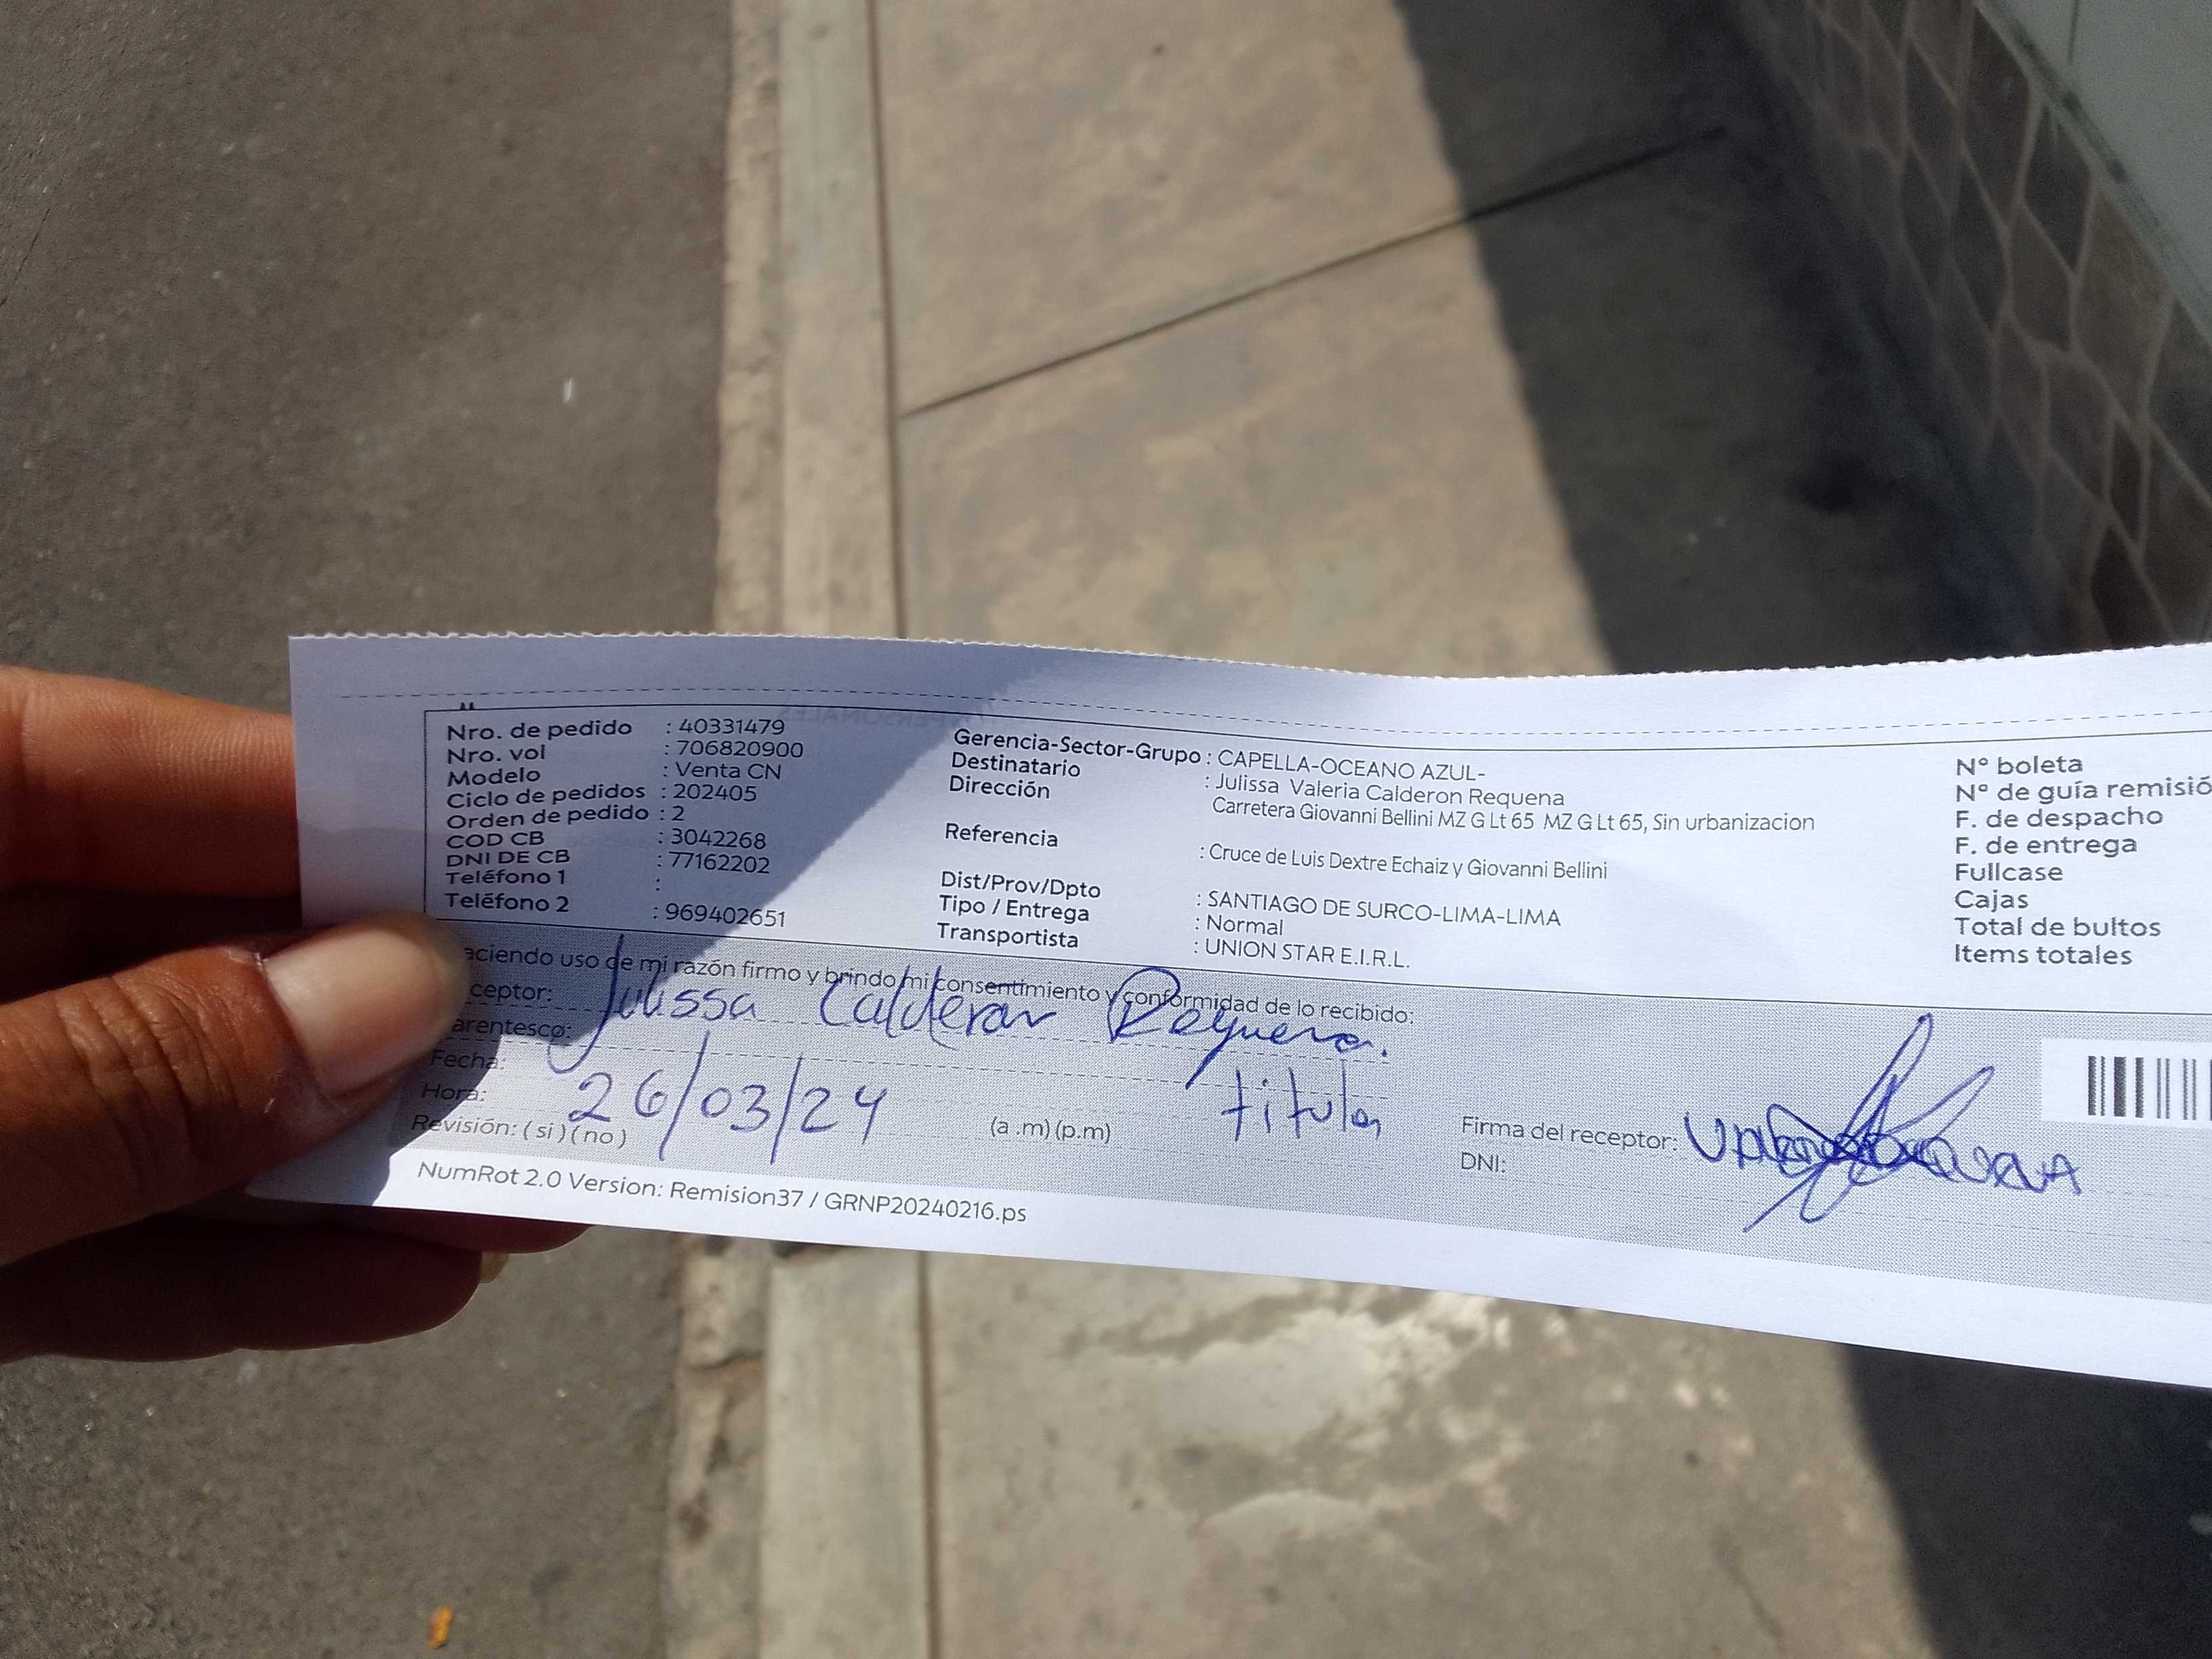 Nro. de pedido : 40331479
Nro. vol : 706820900
Modelo : Venta CN
Ciclo de pedidos : 202405
Orden de pedido : 2
COD CB : 3042268
DNI DE CB : 77162202
Teléfono 1 :
Teléfono 2 : 969402651
Gerencia-Sector-Grupo : CAPELLA-OCEANO AZUL-
Destinatario : Julissa Valeria Calderon Requena
Dirección Carretera Giovanni Bellini MZ G Lt 65 MZ G Lt 65, Sin urbanizacion
Referencia : Cruce de Luis Dextre Echaiz y Giovanni Bellini
Dist/Prov/Dpto : SANTIAGO DE SURCO-LIMA-LIMA
Tipo / Entrega : Normal
Transportista : UNION STAR E.I.R.L.
Nº boleta
Nº de guía remisió
F. de despacho
F. de entrega
Fullcase
Cajas
Total de bultos
Items totales
aciendo uso de mi razón firmo y brindo mi consentimiento y conformidad de lo recibido:
ceptor: Julissa Calderon Requena.
arentesco: titular
Fecha: 26/03/24
Hora: (a .m) (p.m)
Revisión: ( si ) ( no )
Firma del receptor:
DNI:
NumRot 2.0 Version: Remision37 / GRNP20240216.ps